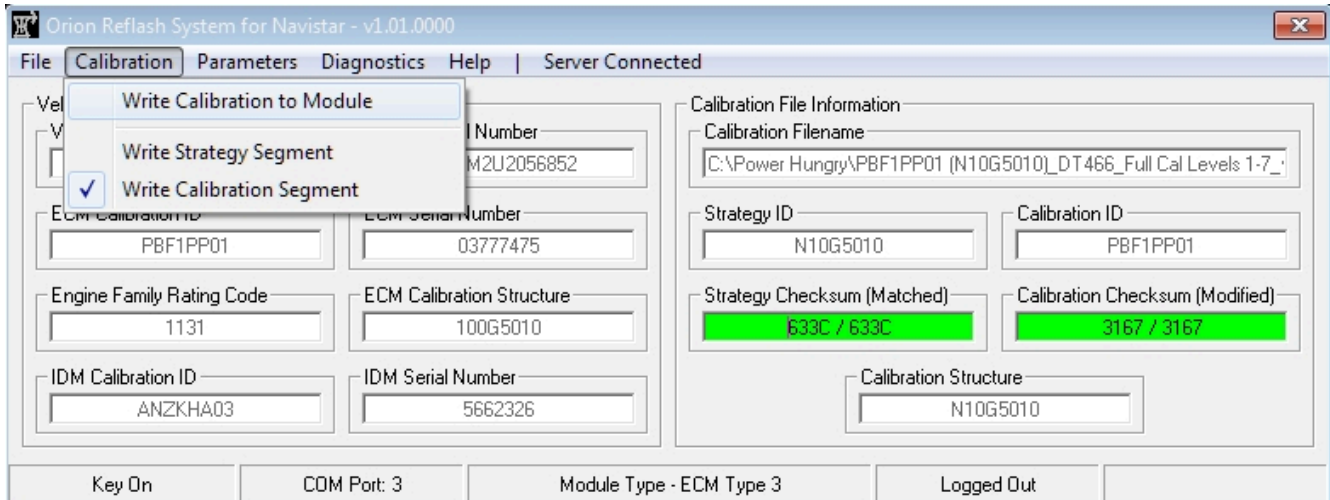 Orion Reflash System for Navistar - v1.01.0000
File Calibration Parameters Diagnostics Help | Server Connected
Write Calibration to Module
Write Strategy Segment
Write Calibration Segment
Vel
V
l Number
M2U2056852
ECM Calibration ID
PBF1PP01
ECM Serial Number
03777475
Engine Family Rating Code
1131
ECM Calibration Structure
100G5010
IDM Calibration ID
ANZKHA03
IDM Serial Number
5662326
Calibration File Information
Calibration Filename
C:\Power Hungry\PBF1PP01 (N10G5010)_DT466_Full Cal Levels 1-7_
Strategy ID
N10G5010
Calibration ID
PBF1PP01
Strategy Checksum (Matched)
633C / 633C
Calibration Checksum (Modified)
3167 / 3167
Calibration Structure
N10G5010
Key On
COM Port: 3
Module Type - ECM Type 3
Logged Out